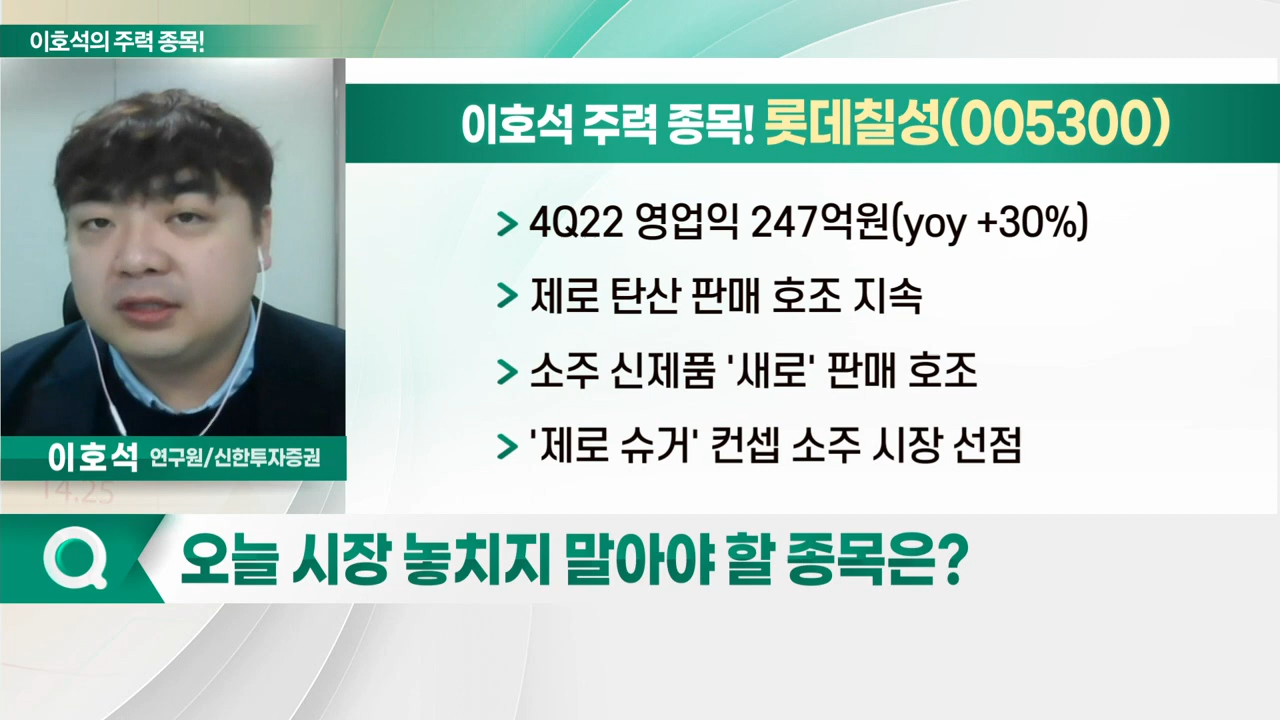 이호석의 주력 종목!
이호석 주력 종목! 롯데칠성(005300)
> 4Q22 영업익 247억원(yoy +30%)
> 제로 탄산 판매 호조 지속
> 소주 신제품 '새로' 판매 호조
> '제로 슈거' 컨셉 소주 시장 선점
이호석 연구원/신한투자증권
14.25
Q 오늘 시장 놓치지 말아야 할 종목은?